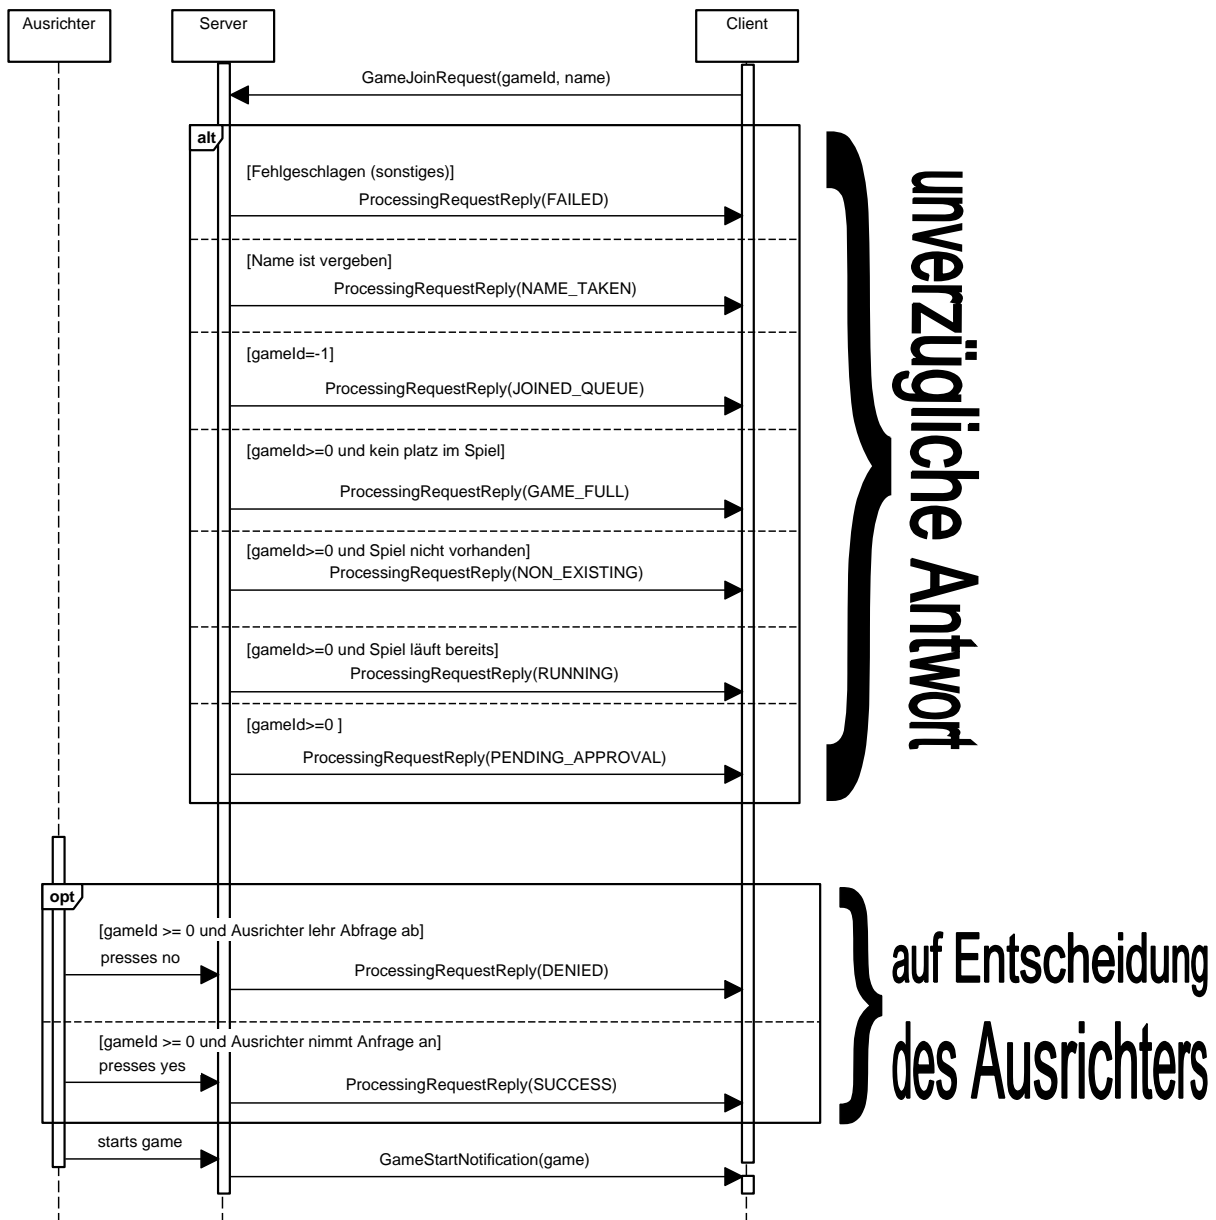 Ausrichter
Server
Client
GameJoinRequest(gameId, name)
alt
[Fehlgeschlagen (sonstiges)]
ProcessingRequestReply(FAILED)
[Name ist vergeben]
ProcessingRequestReply(NAME_TAKEN)
[gameId=-1]
ProcessingRequestReply(JOINED_QUEUE)
[gameId>=0 und kein platz im Spiel]
ProcessingRequestReply(GAME_FULL)
[gameId>=0 und Spiel nicht vorhanden]
ProcessingRequestReply(NON_EXISTING)
[gameId>=0 und Spiel läuft bereits]
ProcessingRequestReply(RUNNING)
[gameId>=0 ]
ProcessingRequestReply(PENDING_APPROVAL)
unverzügliche Antwort
opt
[gameId >= 0 und Ausrichter lehr Abfrage ab]
presses no
ProcessingRequestReply(DENIED)
[gameId >= 0 und Ausrichter nimmt Anfrage an]
presses yes
ProcessingRequestReply(SUCCESS)
auf Entscheidung
des Ausrichters
starts game
GameStartNotification(game)